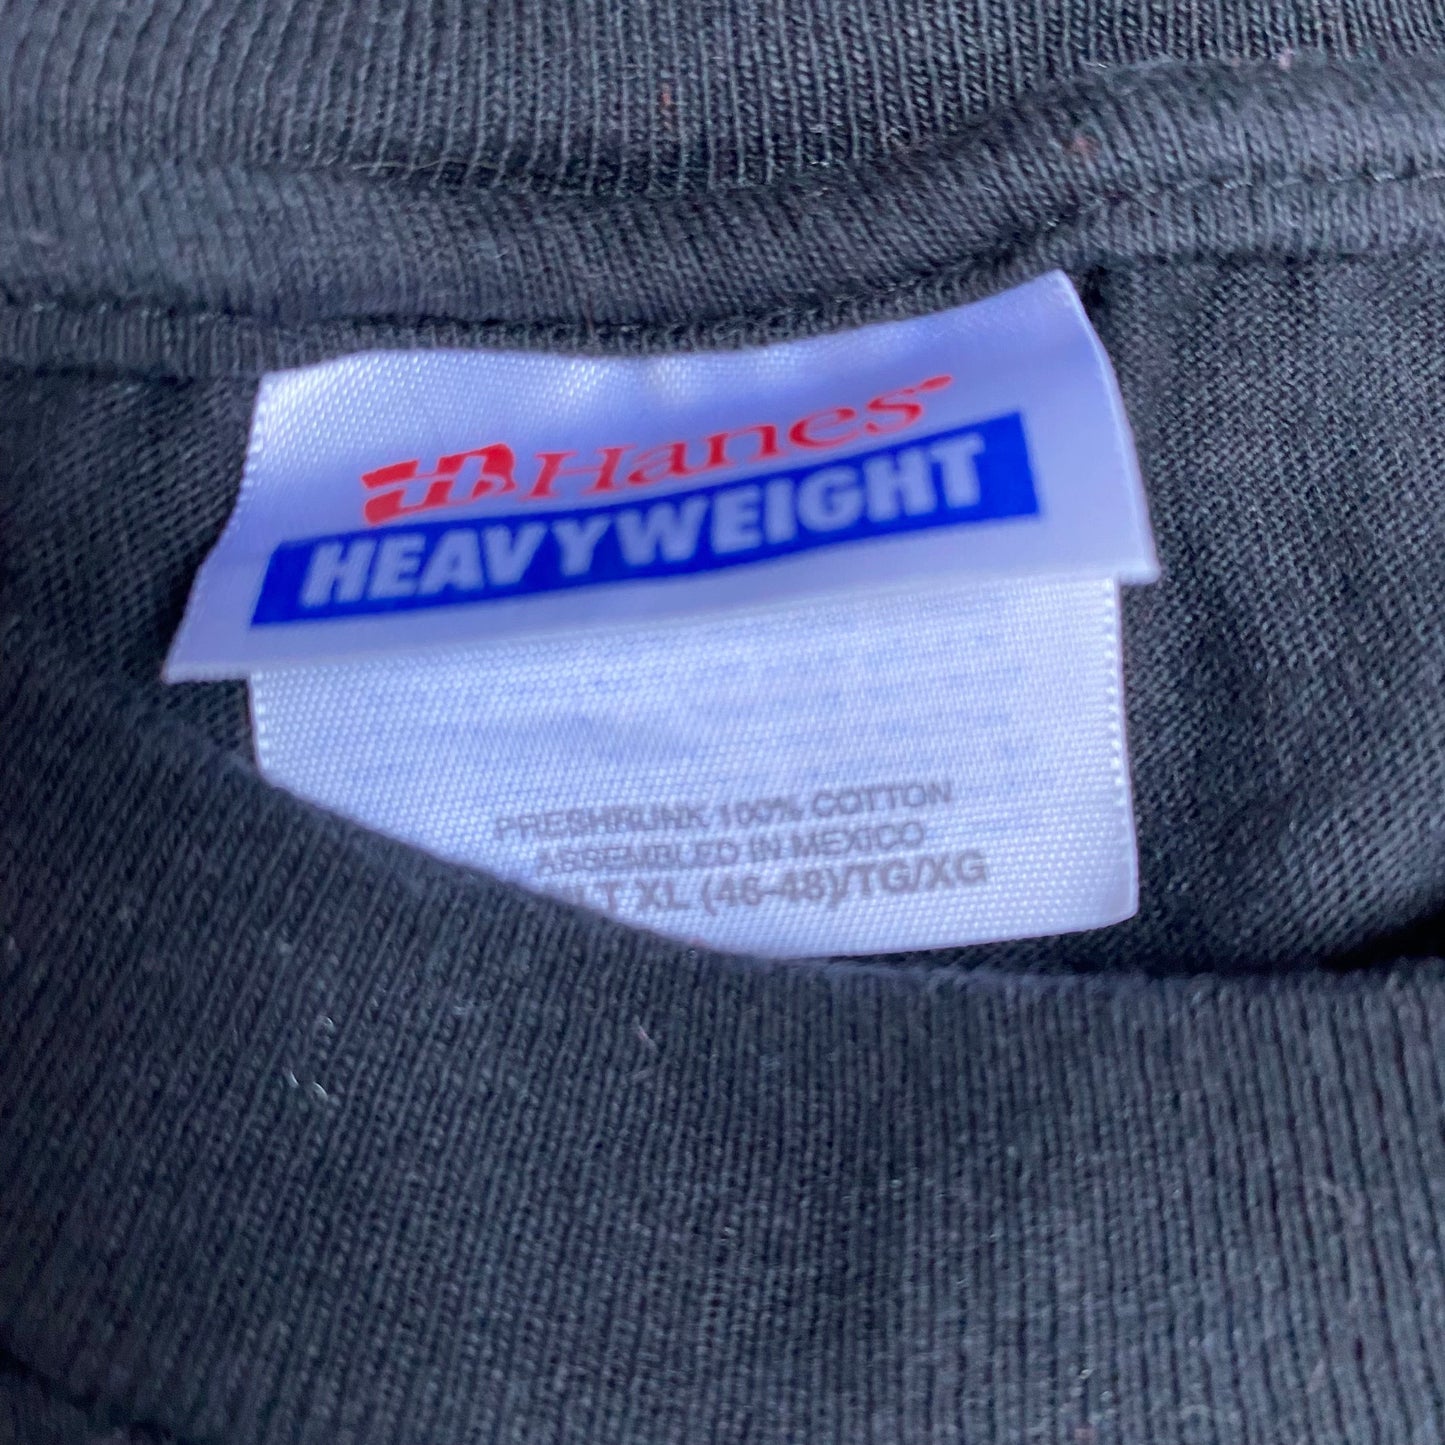 Hanes
HEAVYWEIGHT
PRESHRUNK 100% COTTON
ASSEMBLED IN MEXICO
XL (46-48)/TG/XG